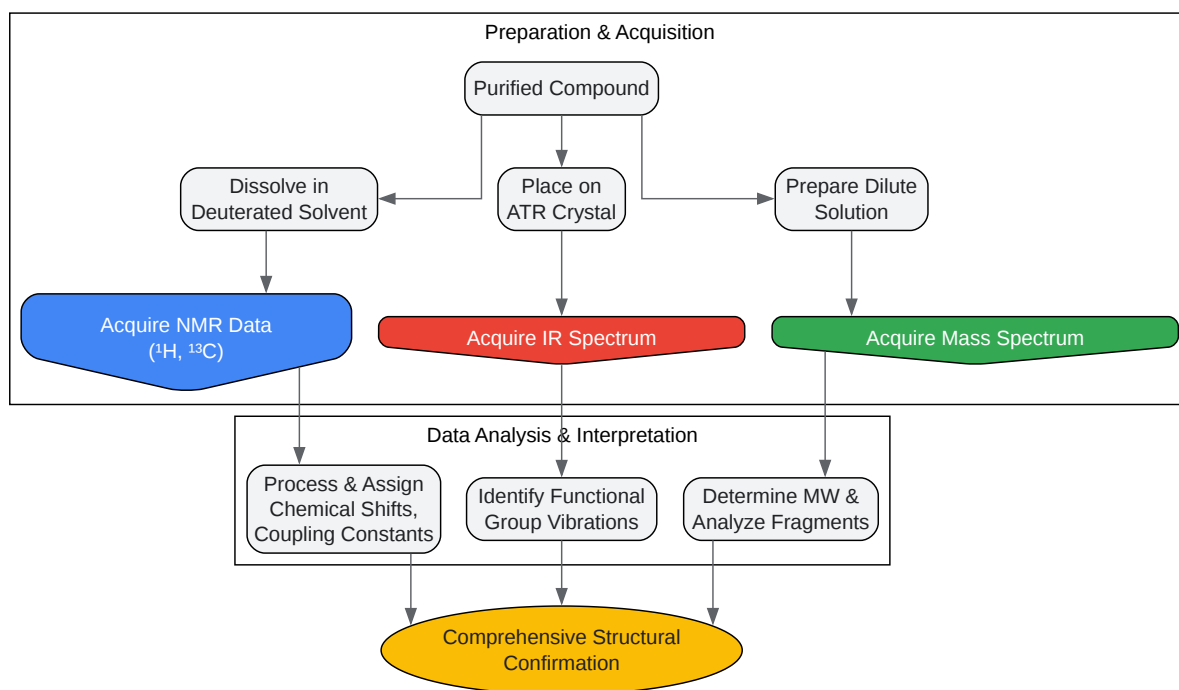 Preparation & Acquisition
Purified Compound
Dissolve in
Deuterated Solvent
Place on
ATR Crystal
Prepare Dilute
Solution
Acquire NMR Data
(¹H, ¹³C)
Acquire IR Spectrum
Acquire Mass Spectrum
Data Analysis & Interpretation
Process & Assign
Chemical Shifts,
Coupling Constants
Identify Functional
Group Vibrations
Determine MW &
Analyze Fragments
Comprehensive Structural
Confirmation